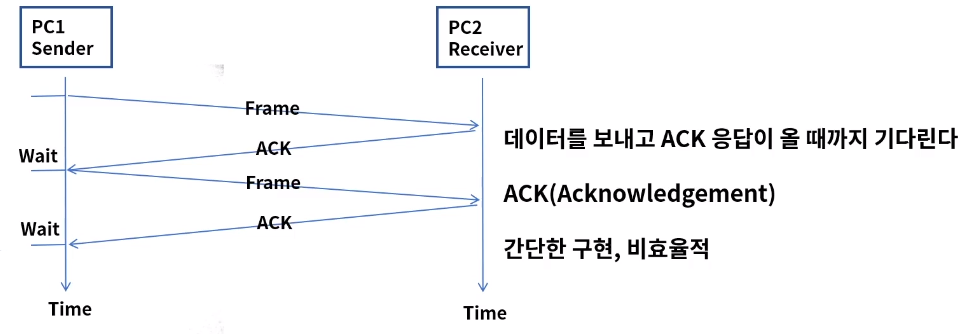 PC1
Sender
PC2
Receiver
Frame
데이터를 보내고 ACK 응답이 올 때까지 기다린다
ACK
Wait
Frame
ACK(Acknowledgement)
ACK
Wait
간단한 구현, 비효율적
Time
Time